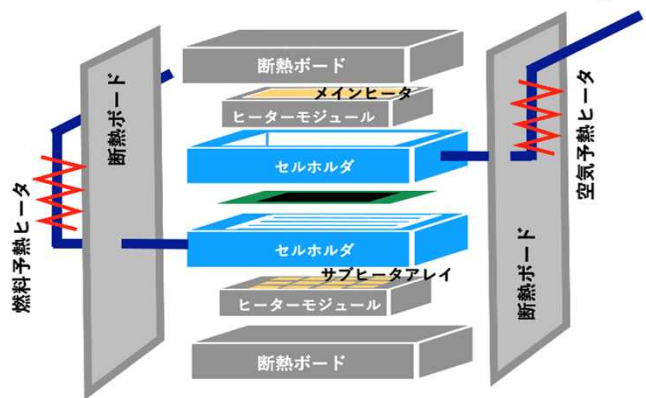 断熱ボード
メインヒータ
ヒーターモジュール
セルホルダ
セルホルダ
サブヒータアレイ
ヒーターモジュール
断熱ボード
断熱ボード
燃料予熱ヒータ
空気予熱ヒータ
断熱ボード